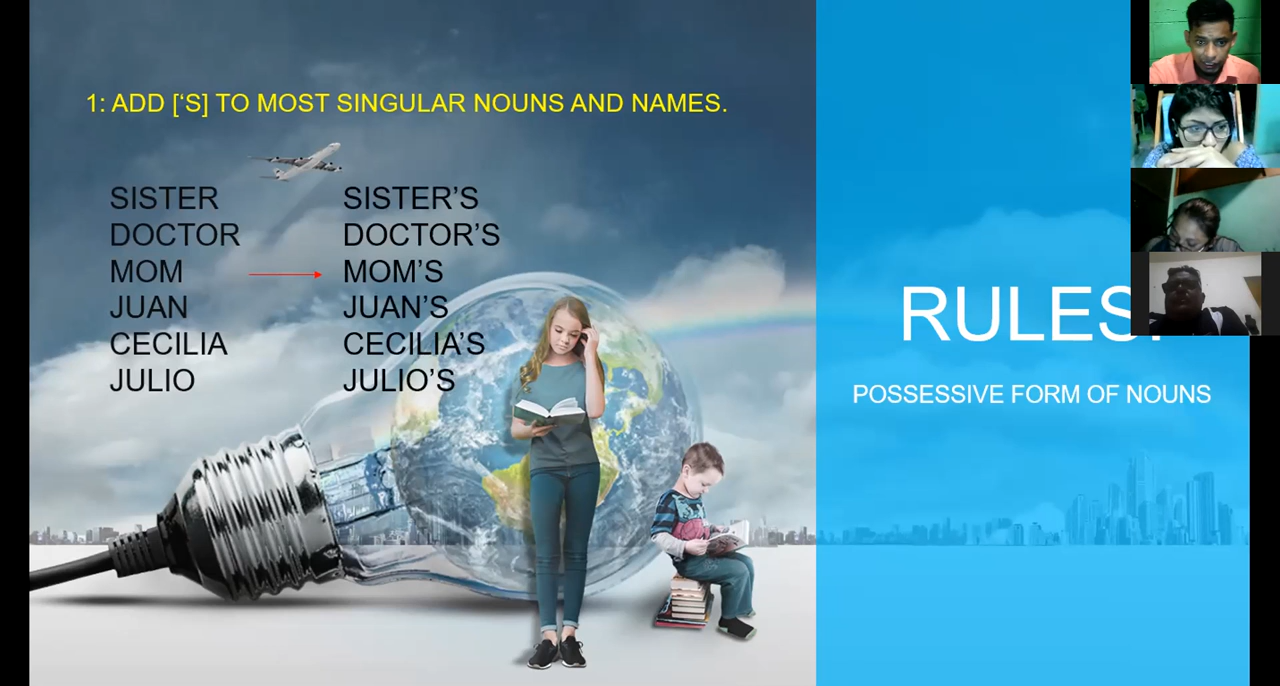 1: ADD [‘S] TO MOST SINGULAR NOUNS AND NAMES.
SISTER SISTER’S
DOCTOR DOCTOR’S
MOM MOM’S
JUAN JUAN’S
CECILIA CECILIA’S
JULIO JULIO’S
RULES.
POSSESSIVE FORM OF NOUNS